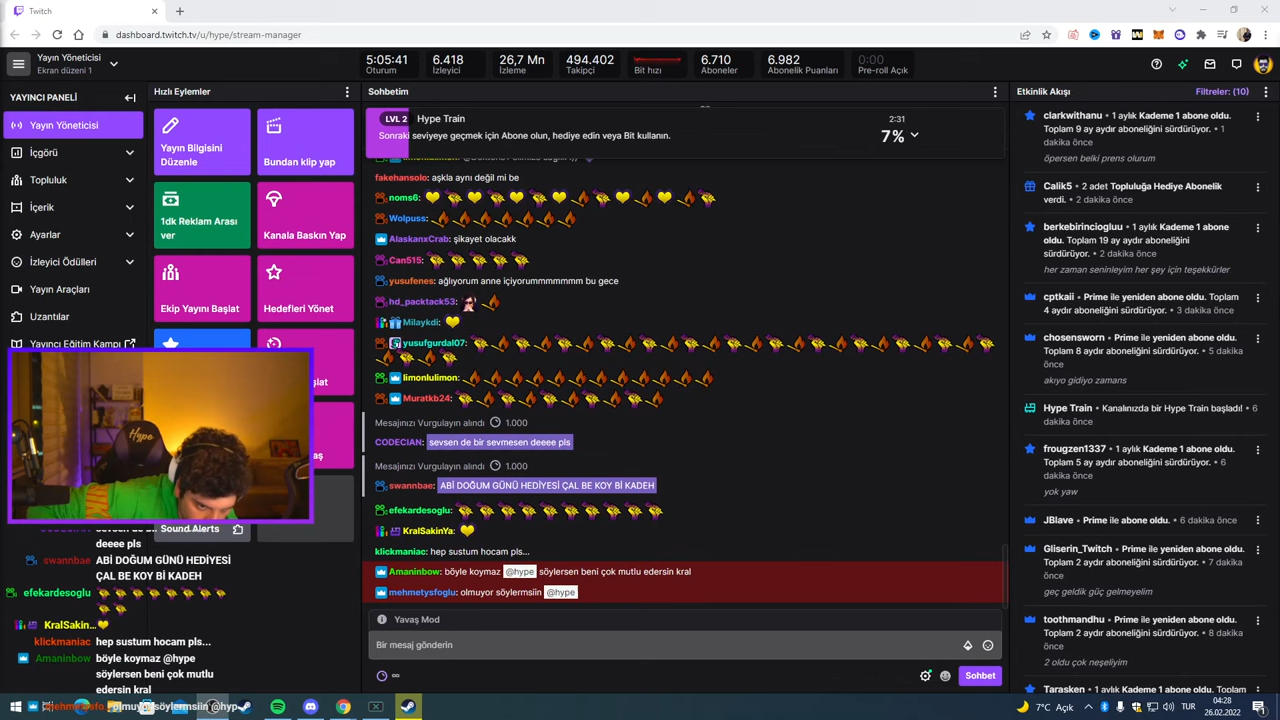 Twitch
dashboard.twitch.tv/u/hype/stream-manager
Yayın Yöneticisi
Ekran düzeni 1
5:05:41
Oturum
6.418
İzleyici
26,7 Mn
İzleme
494.402
Takipçi
Bit hızı
6.710
Aboneler
6.982
Abonelik Puanları
0:00
Pre-roll Açık
YAYINCI PANELİ
Yayın Yöneticisi
İçgörü
Topluluk
İçerik
Ayarlar
İzleyici Ödülleri
Yayın Araçları
Uzantılar
Yayıncı Eğitim Kampı
Hızlı Eylemler
Yayın Bilgisini
Düzenle
Bundan klip yap
1dk Reklam Arası
ver
Kanala Baskın Yap
Ekip Yayını Başlat
Hedefleri Yönet
Sound Alerts
Hype
deeee pls
swannbae: ABİ DOĞUM GÜNÜ HEDİYESİ
ÇAL BE KOY Bİ KADEH
efekardesoglu:
KralSakin...:
klickmaniac: hep sustum hocam pls...
Amaninbow: böyle koymaz @hype
söylersen beni çok mutlu
edersin kral
Sohbetim
LVL 2
Hype Train
Sonraki seviyeye geçmek için Abone olun, hediye edin veya Bit kullanın.
2:31
7%
fakehansolo: aşkla aynı değil mi be
noms6:
Wolpuss:
AlaskanxCrab: şikayet olacakk
Can515:
yusufenes: ağlıyorum anne içiyorummmmmmm bu gece
hd_packtack53:
Milaykdi:
yusufgurdal07:
limonlulimon:
Muratkb24:
Mesajınızı Vurgulayın alındı 1.000
CODECIAN: sevsen de bir sevmesen deeee pls
Mesajınızı Vurgulayın alındı 1.000
swannbae: ABİ DOĞUM GÜNÜ HEDİYESİ ÇAL BE KOY Bİ KADEH
efekardesoglu:
KralSakinYa:
klickmaniac: hep sustum hocam pls...
Amaninbow: böyle koymaz @hype söylersen beni çok mutlu edersin kral
mehmetysfoglu: olmuyor söylermsiin @hype
Yavaş Mod
Bir mesaj gönderin
Sohbet
Etkinlik Akışı
Filtreler: (10)
clarkwithanu • 1 aylık Kademe 1 abone oldu.
Toplam 9 ay aydır aboneliğini sürdürüyor. • 1
dakika önce
öpersen belki prens olurum
Calik5 • 2 adet Topluluğa Hediye Abonelik
verdi. • 2 dakika önce
berkebirinciogluu • 1 aylık Kademe 1 abone
oldu. Toplam 19 ay aydır aboneliğini
sürdürüyor. • 2 dakika önce
her zaman seninleyim her şey için teşekkürler
cptkaii • Prime ile yeniden abone oldu. Toplam
4 aydır aboneliğini sürdürüyor. • 3 dakika önce
chosensworn • Prime ile yeniden abone oldu.
Toplam 8 aydır aboneliğini sürdürüyor. • 5 dakika
önce
akıyo gidiyo zamans
Hype Train • Kanalınızda bir Hype Train başladı! • 6
dakika önce
frougzen1337 • 1 aylık Kademe 1 abone oldu.
Toplam 5 ay aydır aboneliğini sürdürüyor. • 6
dakika önce
yok yaw
JBlave • Prime ile abone oldu. • 6 dakika önce
Gliserin_Twitch • Prime ile yeniden abone oldu.
Toplam 2 aydır aboneliğini sürdürüyor. • 7 dakika
önce
geç geldik güç gelmeyelim
toothmandhu • Prime ile yeniden abone oldu.
Toplam 2 aydır aboneliğini sürdürüyor. • 8 dakika
önce
2 oldu çok neşeliyim
Tarasken • 1 aylık Kademe 1 abone oldu.
7°C Açık
TUR
04:28
26.02.2022